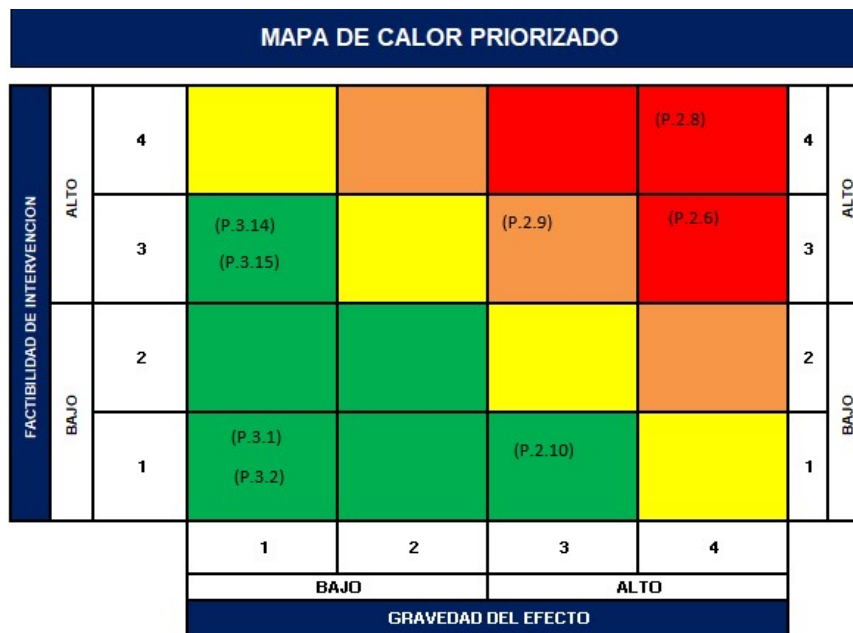 MAPA DE CALOR PRIORIZADO
FACTIBILIDAD DE INTERVENCION
ALTO
BAJO
4
(P.2.8)
4
3
(P.3.14)
(P.3.15)
(P.2.9)
(P.2.6)
3
2
2
1
(P.3.1)
(P.3.2)
(P.2.10)
1
ALTO
BAJO
1
2
3
4
BAJO
ALTO
GRAVEDAD DEL EFECTO